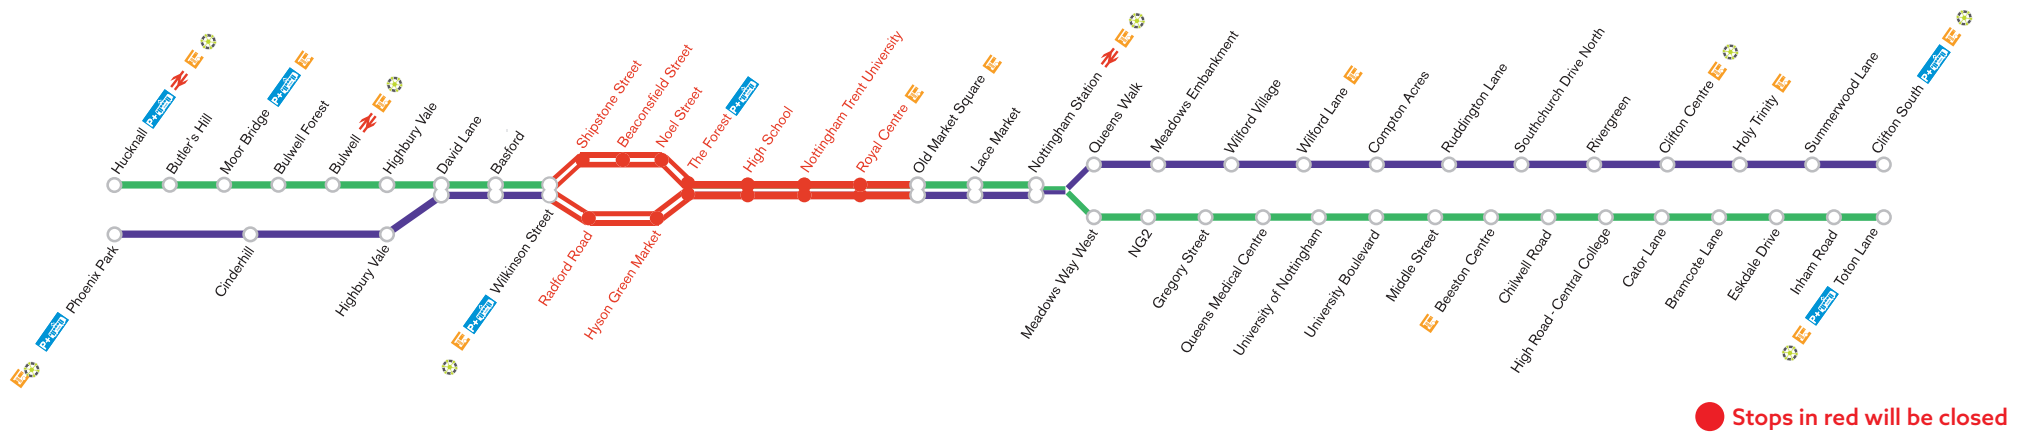 Hucknall
Butler's Hill
Moor Bridge
Bulwell Forest
Bulwell
Highbury Vale
David Lane
Basford
Shipstone Street
Beaconsfield Street
Noel Street
The Forest
High School
Nottingham Trent University
Royal Centre
Old Market Square
Lace Market
Nottingham Station
Queens Walk
Meadows Embankment
Wilford Village
Wilford Lane
Compton Acres
Ruddington Lane
Southchurch Drive North
Rivergreen
Clifton Centre
Holy Trinity
Summerwood Lane
Clifton South
Phoenix Park
Cinderhill
Highbury Vale
Wilkinson Street
Radford Road
Hyson Green Market
Meadows Way West
NG2
Gregory Street
Queens Medical Centre
University of Nottingham
University Boulevard
Middle Street
Beeston Centre
Chilwell Road
High Road - Central College
Cator Lane
Bramcote Lane
Eskdale Drive
Inham Road
Toton Lane
Stops in red will be closed